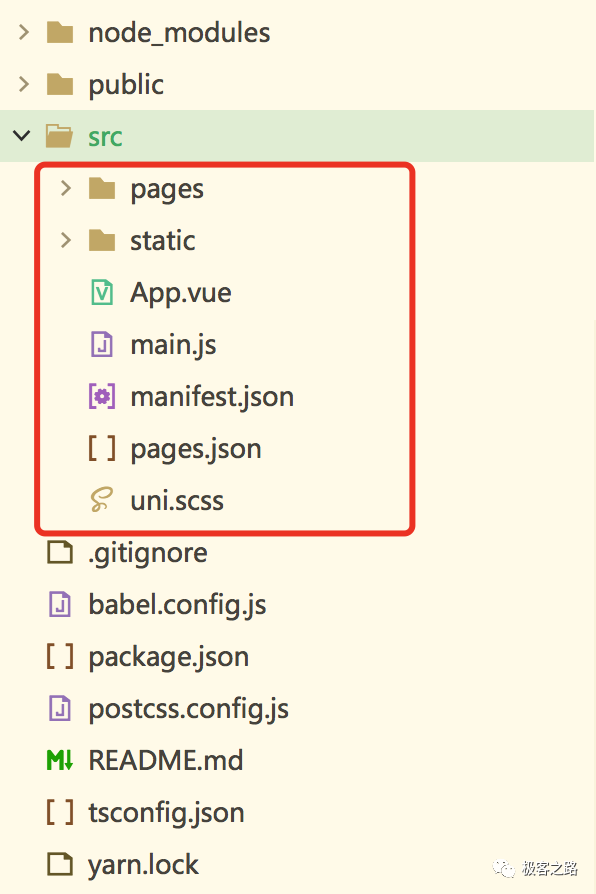 node_modules
public
src
pages
static
App.vue
main.js
manifest.json
pages.json
uni.scss
.gitignore
babel.config.js
package.json
postcss.config.js
README.md
tsconfig.json
yarn.lock
极客之路